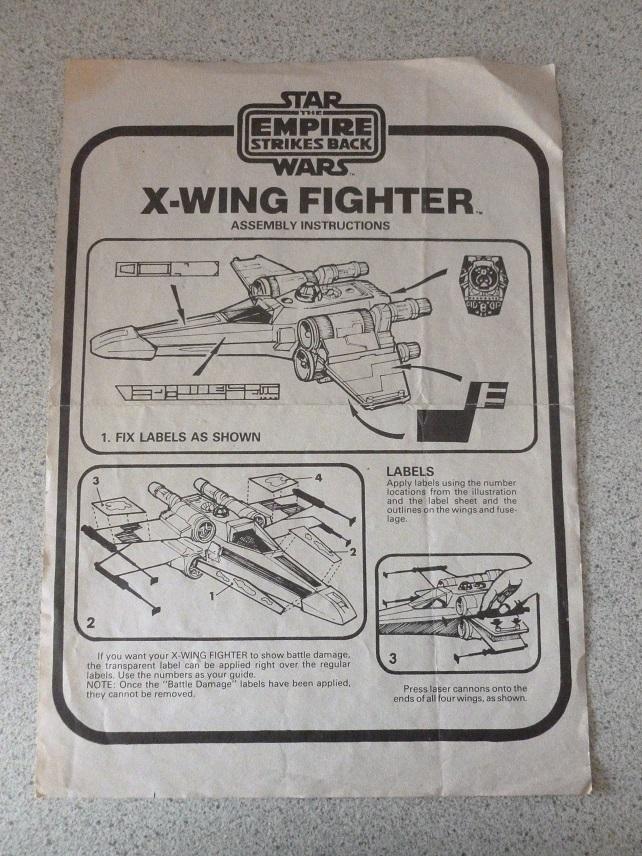 STAR
THE
EMPIRE
STRIKES BACK
WARS™
X-WING FIGHTER™
ASSEMBLY INSTRUCTIONS
1. FIX LABELS AS SHOWN
LABELS
Apply labels using the number
locations from the illustration
and the label sheet and the
outlines on the wings and fuse-
lage.
3
4
2
1
2
3
If you want your X-WING FIGHTER to show battle damage,
the transparent label can be applied right over the regular
labels. Use the numbers as your guide.
NOTE: Once the "Battle Damage" labels have been applied,
they cannot be removed.
Press laser cannons onto the
ends of all four wings, as shown.